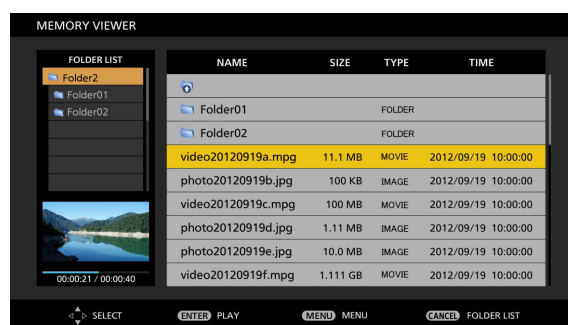 MEMORY VIEWER
FOLDER LIST
Folder2
Folder01
Folder02
00:00:21 / 00:00:40
NAME SIZE TYPE TIME
Folder01 FOLDER
Folder02 FOLDER
video20120919a.mpg 11.1 MB MOVIE 2012/09/19 10:00:00
photo20120919b.jpg 100 KB IMAGE 2012/09/19 10:00:00
video20120919c.mpg 100 MB MOVIE 2012/09/19 10:00:00
photo20120919d.jpg 1.11 MB IMAGE 2012/09/19 10:00:00
photo20120919e.jpg 10.0 MB IMAGE 2012/09/19 10:00:00
video20120919f.mpg 1.111 GB MOVIE 2012/09/19 10:00:00
SELECT ENTER PLAY MENU MENU CANCEL FOLDER LIST